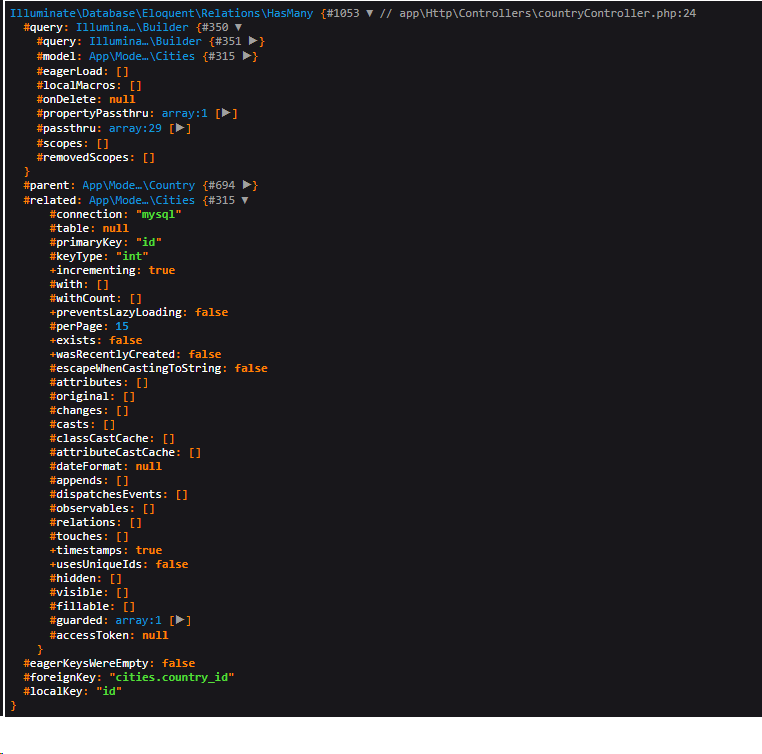 Illuminate\Database\Eloquent\Relations\HasMany {#1053 ▼ // app\Http\Controllers\countryController.php:24
#query: Illumina…\Builder {#350 ▼
#query: Illumina…\Builder {#351 ▶}
#model: App\Mode…\Cities {#315 ▶}
#eagerLoad: []
#localMacros: []
#onDelete: null
#propertyPassthru: array:1 [▶]
#passthru: array:29 [▶]
#scopes: []
#removedScopes: []
}
#parent: App\Mode…\Country {#694 ▶}
#related: App\Mode…\Cities {#315 ▼
#connection: "mysql"
#table: null
#primaryKey: "id"
#keyType: "int"
+incrementing: true
#with: []
#withCount: []
+preventsLazyLoading: false
#perPage: 15
+exists: false
+wasRecentlyCreated: false
#escapeWhenCastingToString: false
#attributes: []
#original: []
#changes: []
#casts: []
#classCastCache: []
#attributeCastCache: []
#dateFormat: null
#appends: []
#dispatchesEvents: []
#observables: []
#relations: []
#touches: []
+timestamps: true
+usesUniqueIds: false
#hidden: []
#visible: []
#fillable: []
#guarded: array:1 [▶]
#accessToken: null
}
#eagerKeysWereEmpty: false
#foreignKey: "cities.country_id"
#localKey: "id"
}